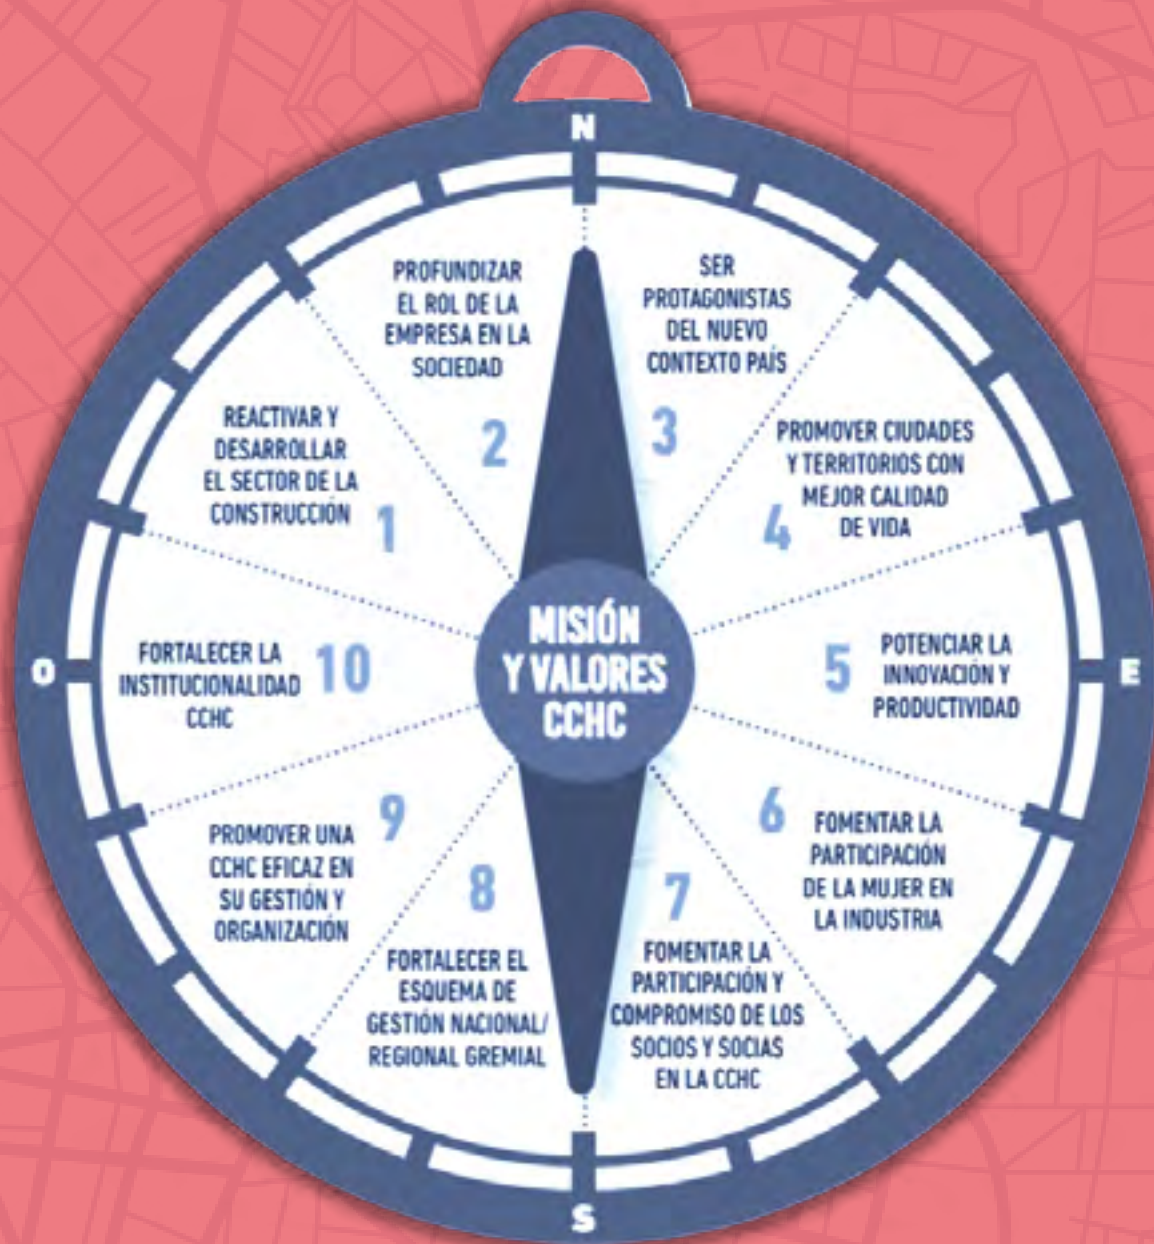 N
PROFUNDIZAR
EL ROL DE LA
EMPRESA EN LA
SOCIEDAD
2
SER
PROTAGONISTAS
DEL NUEVO
CONTEXTO PAÍS
3
REACTIVAR Y
DESARROLLAR
EL SECTOR DE LA
CONSTRUCCIÓN
1
PROMOVER CIUDADES
Y TERRITORIOS CON
MEJOR CALIDAD
DE VIDA
4
O
FORTALECER LA
INSTITUCIONALIDAD
CCHC
10
MISIÓN
Y VALORES
CCHC
5
POTENCIAR LA
INNOVACIÓN Y
PRODUCTIVIDAD
E
9
PROMOVER UNA
CCHC EFICAZ EN
SU GESTIÓN Y
ORGANIZACIÓN
6
FOMENTAR LA
PARTICIPACIÓN
DE LA MUJER EN
LA INDUSTRIA
8
FORTALECER EL
ESQUEMA DE
GESTIÓN NACIONAL/
REGIONAL GREMIAL
7
FOMENTAR LA
PARTICIPACIÓN Y
COMPROMISO DE LOS
SOCIOS Y SOCIAS
EN LA CCHC
S